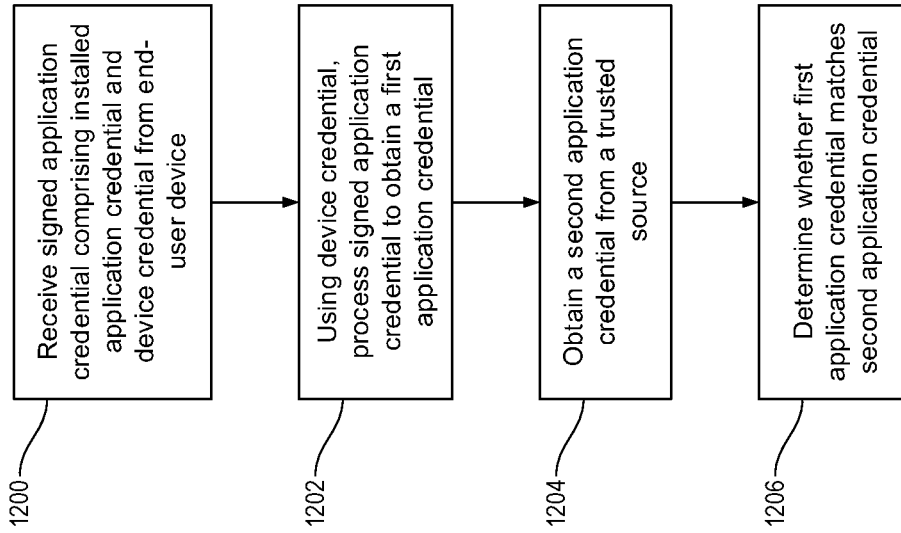 1200
Receive signed application
credential comprising installed
application credential and
device credential from end-
user device
1202
Using device credential,
process signed application
credential to obtain a first
application credential
1204
Obtain a second application
credential from a trusted
source
1206
Determine whether first
application credential matches
second application credential